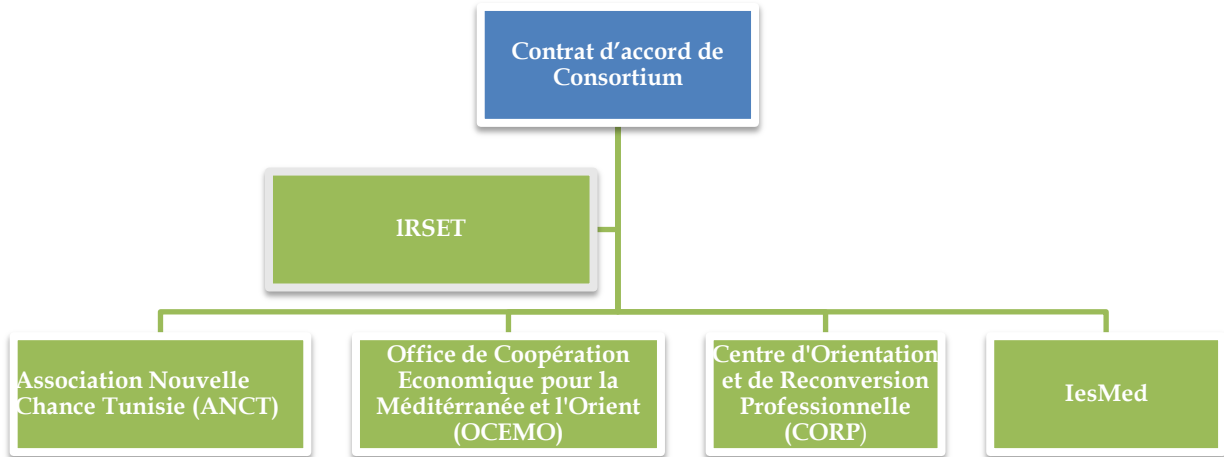 Contrat d’accord de
Consortium
lRSET
Association Nouvelle
Chance Tunisie (ANCT)
Office de Coopération
Economique pour la
Méditérranée et l'Orient
(OCEMO)
Centre d'Orientation
et de Reconversion
Professionnelle
(CORP)
IesMed